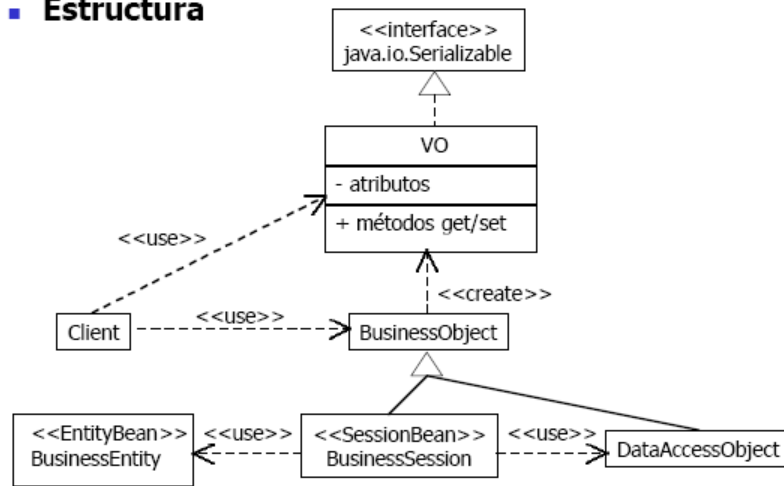 Estructura
<<interface>>
java.io.Serializable
VO
- atributos
+ métodos get/set
<<use>>
<<create>>
Client
<<use>>
BusinessObject
<<EntityBean>>
BusinessEntity
<<use>>
<<SessionBean>>
BusinessSession
<<use>>
DataAccessObject